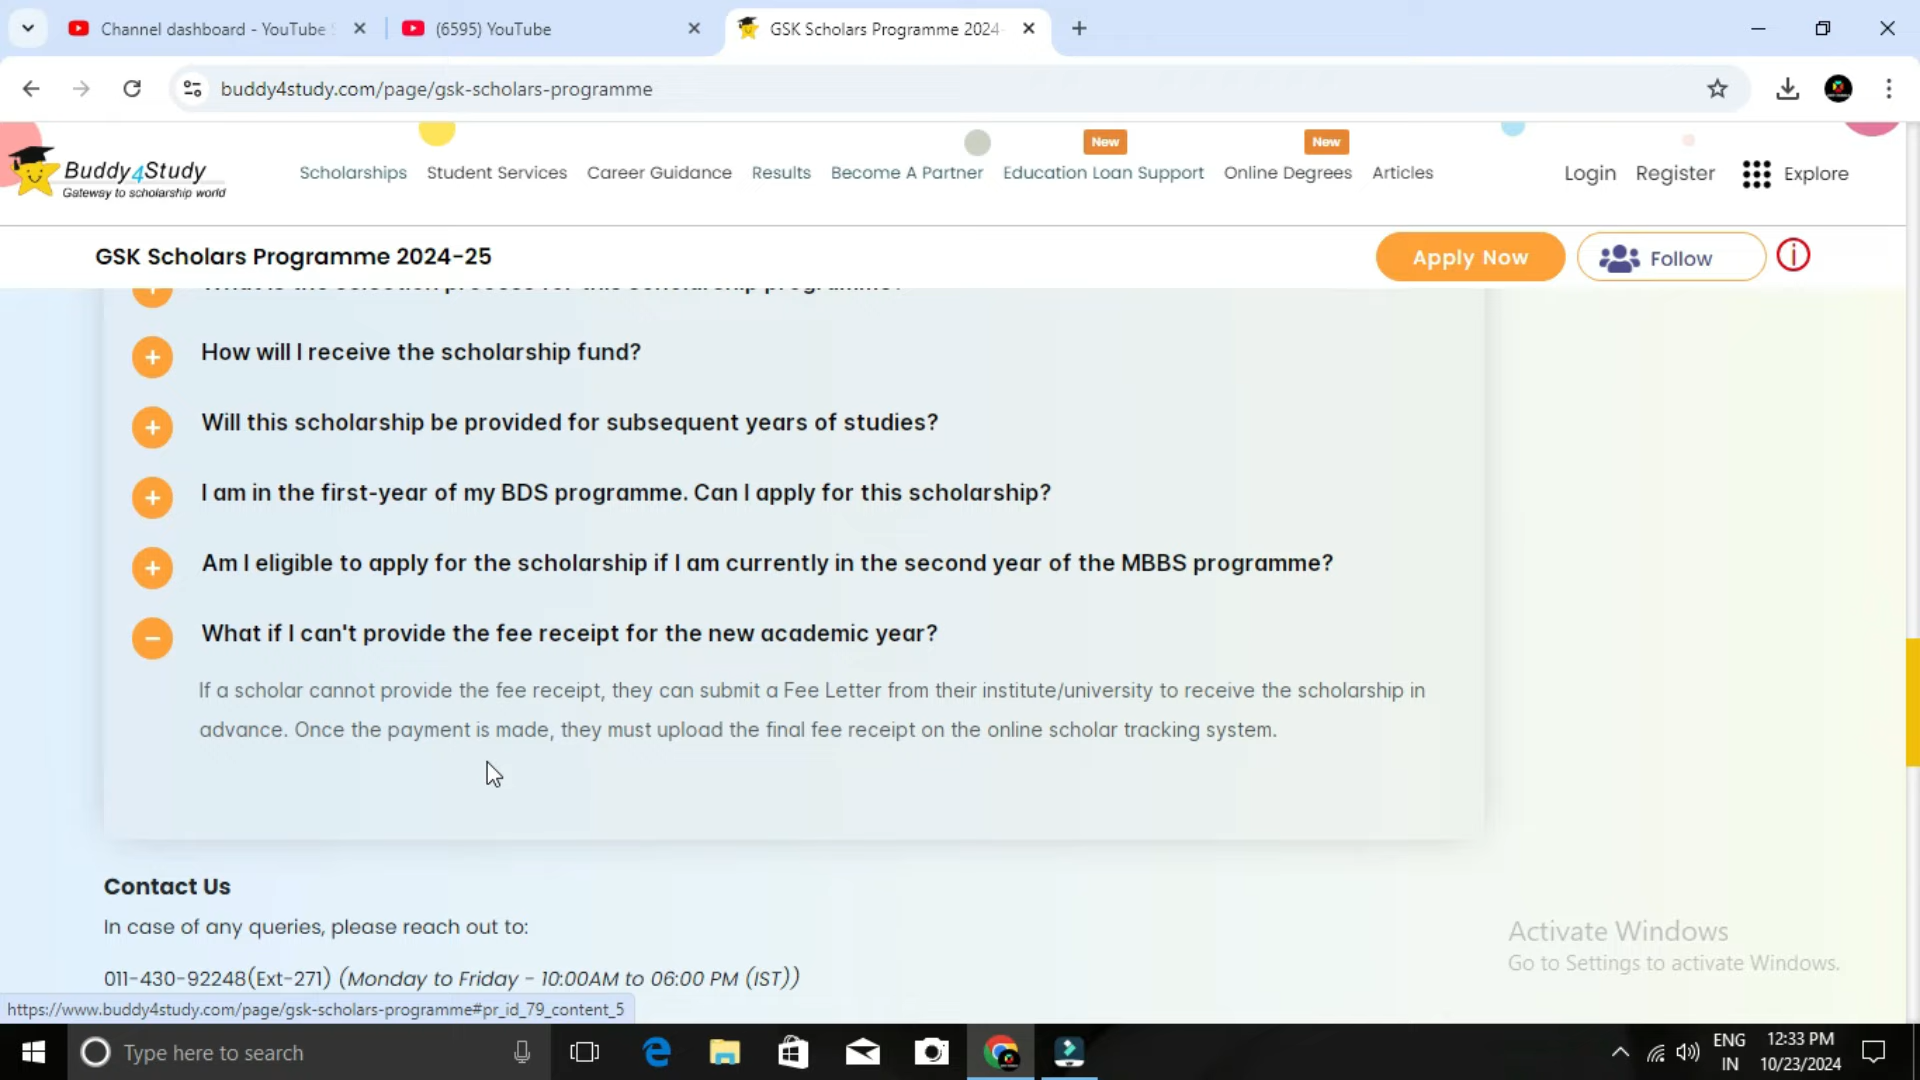 Channel dashboard - YouTube
(6595) YouTube
GSK Scholars Programme 2024-
buddy4study.com/page/gsk-scholars-programme
New
New
Buddy4Study
Gateway to scholarship world
Scholarships
Student Services
Career Guidance
Results
Become A Partner
Education Loan Support
Online Degrees
Articles
Login
Register
Explore
GSK Scholars Programme 2024-25
Apply Now
Follow
What is the selection process for this scholarship programme?
How will I receive the scholarship fund?
Will this scholarship be provided for subsequent years of studies?
I am in the first-year of my BDS programme. Can I apply for this scholarship?
Am I eligible to apply for the scholarship if I am currently in the second year of the MBBS programme?
What if I can't provide the fee receipt for the new academic year?
If a scholar cannot provide the fee receipt, they can submit a Fee Letter from their institute/university to receive the scholarship in
advance. Once the payment is made, they must upload the final fee receipt on the online scholar tracking system.
Contact Us
In case of any queries, please reach out to:
011-430-92248(Ext-271) (Monday to Friday - 10:00AM to 06:00 PM (IST))
Activate Windows
Go to Settings to activate Windows.
https://www.buddy4study.com/page/gsk-scholars-programme#pr_id_79_content_5
Type here to search
ENG
IN
12:33 PM
10/23/2024